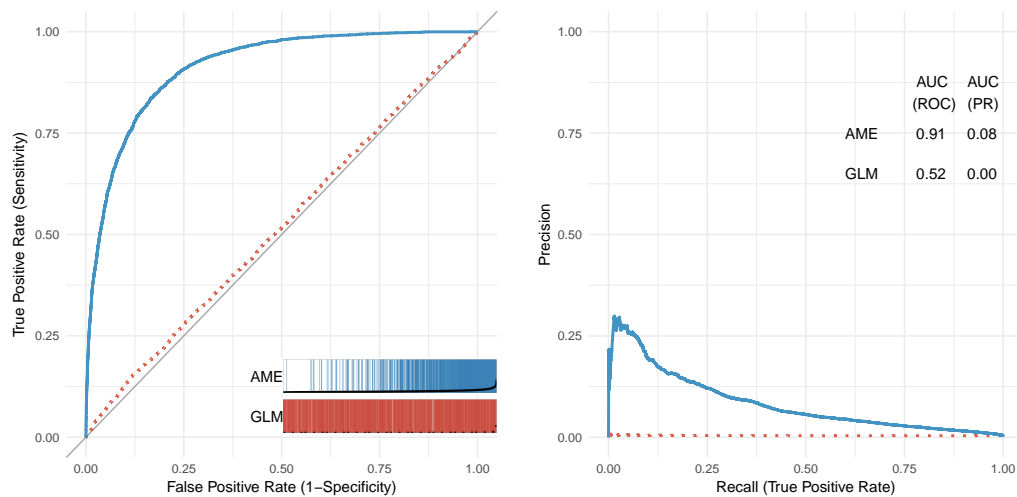 1.00
0.75
0.50
0.25
0.00
True Positive Rate (Sensitivity)
AME
GLM
0.00 0.25 0.50 0.75 1.00
False Positive Rate (1−Specificity)
1.00
0.75
0.50
0.25
0.00
Precision
AUC AUC
(ROC) (PR)
AME 0.91 0.08
GLM 0.52 0.00
0.00 0.25 0.50 0.75 1.00
Recall (True Positive Rate)